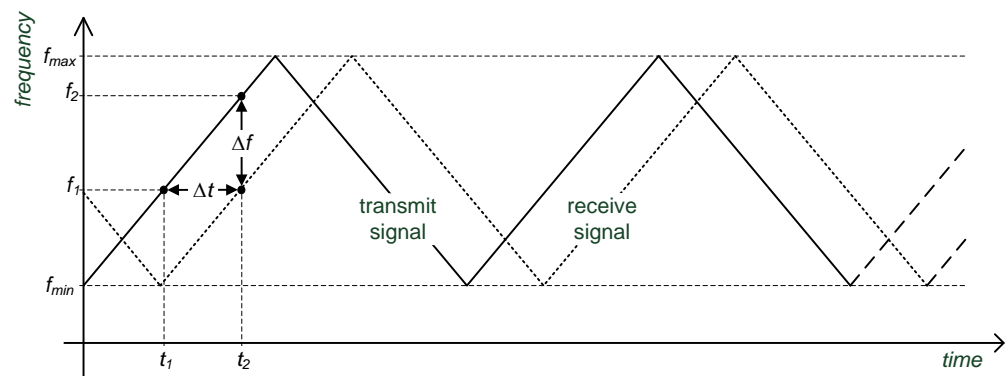 frequency
fmax
f2
Δf
f1
Δt
transmit
signal
receive
signal
fmin
t1
t2
time